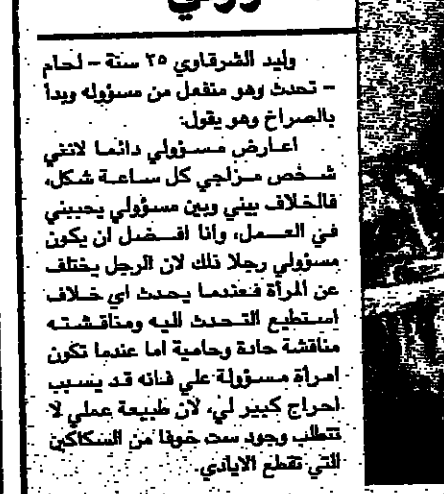 وليد الشرقاوي ٢٥ سنة - لحام
- تحدث وهو منفعل من مسؤوله وبدأ
بالصراخ وهو يقول:
اعارض مسؤولي دائما لانني
شخص مزاجي كل ساعة شكل،
فالخلاف بيني وبين مسؤولي يحببني
في العمل، وانا افضل ان يكون
مسؤولي رجلا ذلك لان الرجل يختلف
عن المرأة فعندما يحدث اي خلاف
استطيع التحدث اليه ومناقشته
مناقشة حادة وحامية اما عندما تكون
امرأة مسؤولة علي فانه قد يسبب
احراج كبير لي، لان طبيعة عملي لا
تتطلب وجود ست خوفا من السكاكين
التي تقطع الايادي.